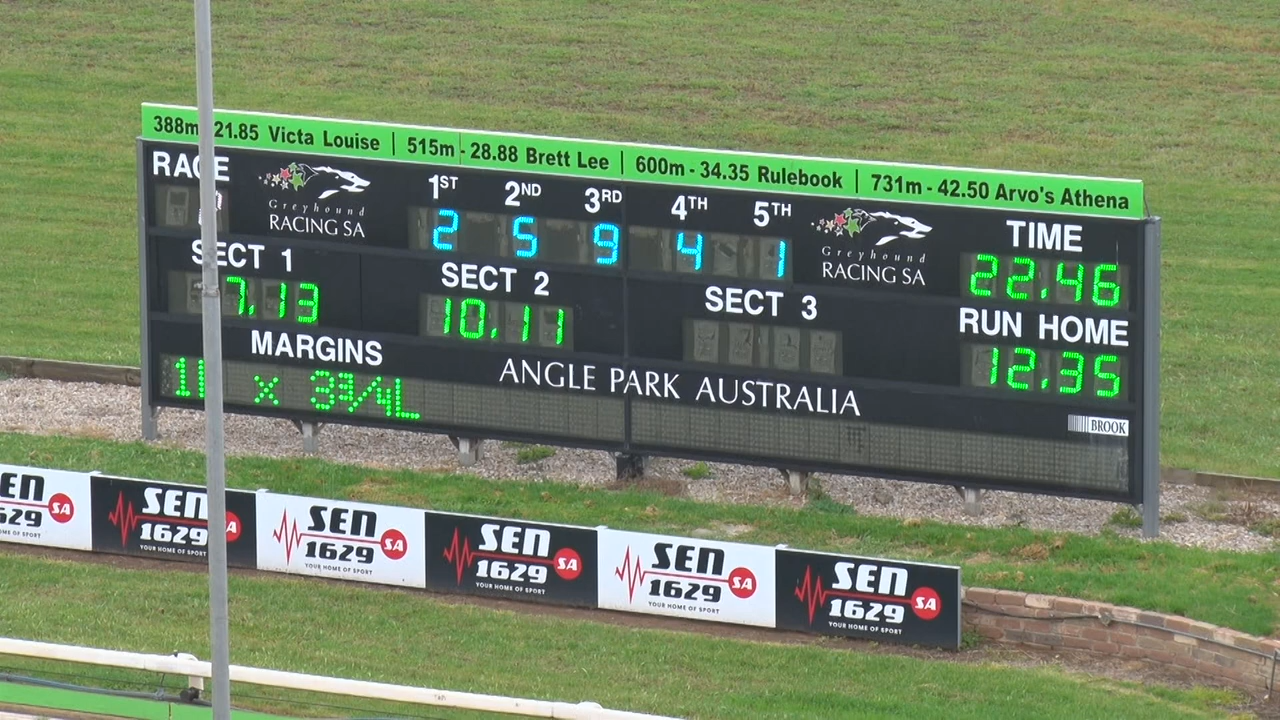 388m 21.85 Victa Louise | 515m - 28.88 Brett Lee | 600m - 34.35 Rulebook | 731m - 42.50 Arvo's Athena
RACE
Greyhound
RACING SA
1ST 2ND 3RD 4TH 5TH
2 5 9 4 1
Greyhound
RACING SA
TIME
22.46
SECT 1
7.13
SECT 2
10.11
SECT 3
RUN HOME
12.35
MARGINS
x 3¾L
ANGLE PARK AUSTRALIA
BROOK
EN
629 SA
SEN
1629
YOUR HOME OF SPORT
SEN
1629 SA
YOUR HOME OF SPORT
SEN
1629 SA
YOUR HOME OF SPORT
SEN
1629 SA
YOUR HOME OF SPORT
SEN
1629 SA
YOUR HOME OF SPORT